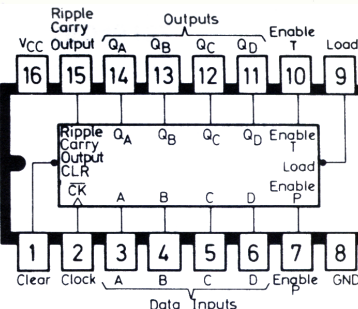 Ripple
Carry
Output
Outputs
VCC
QA
QB
QC
QD
Enable
T
Load
16
15
14
13
12
11
10
9
Ripple
Carry
Output
CLR
CK
QA
QB
QC
QD
Enable
T
Load
Enable
P
A
B
C
D
1
2
3
4
5
6
7
8
Clear
Clock
A
B
C
D
Enable
P
GND
Data Inputs